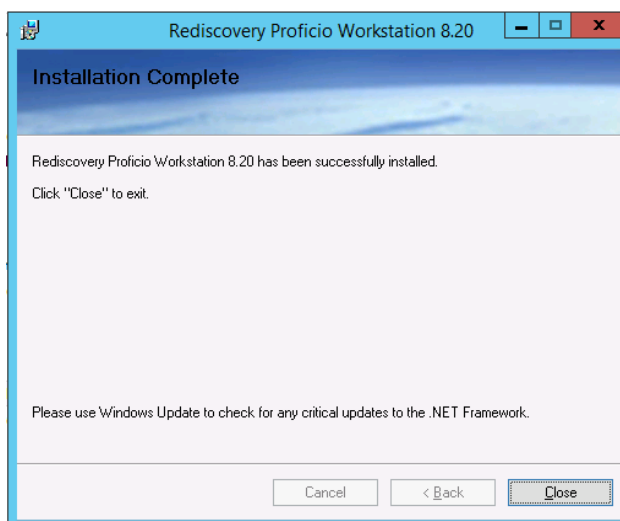 Rediscovery Proficio Workstation 8.20
Installation Complete
Rediscovery Proficio Workstation 8.20 has been successfully installed.
Click "Close" to exit.
Please use Windows Update to check for any critical updates to the .NET Framework.
Cancel
< Back
Close